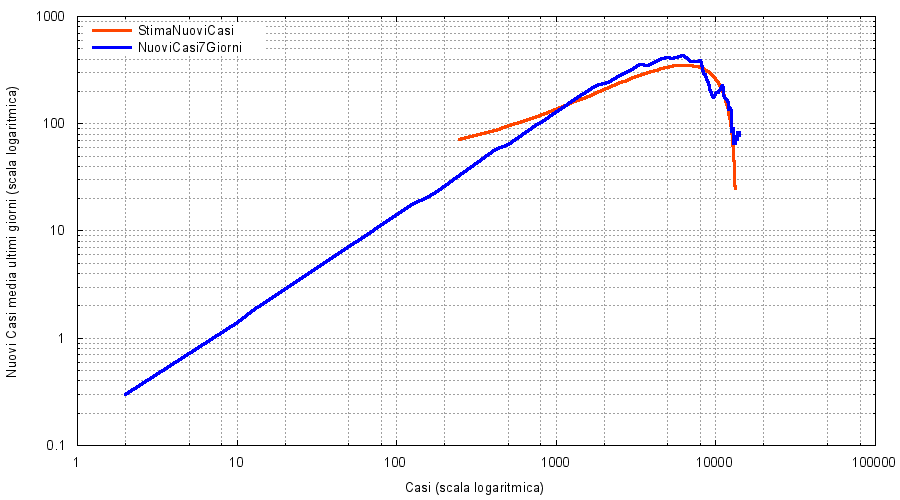 1000
StimaNuoviCasi
NuoviCasi7Giorni
100
10
1
0.1
Nuovi Casi media ultimi giorni (scala logaritmica)
1 10 100 1000 10000 100000
Casi (scala logaritmica)